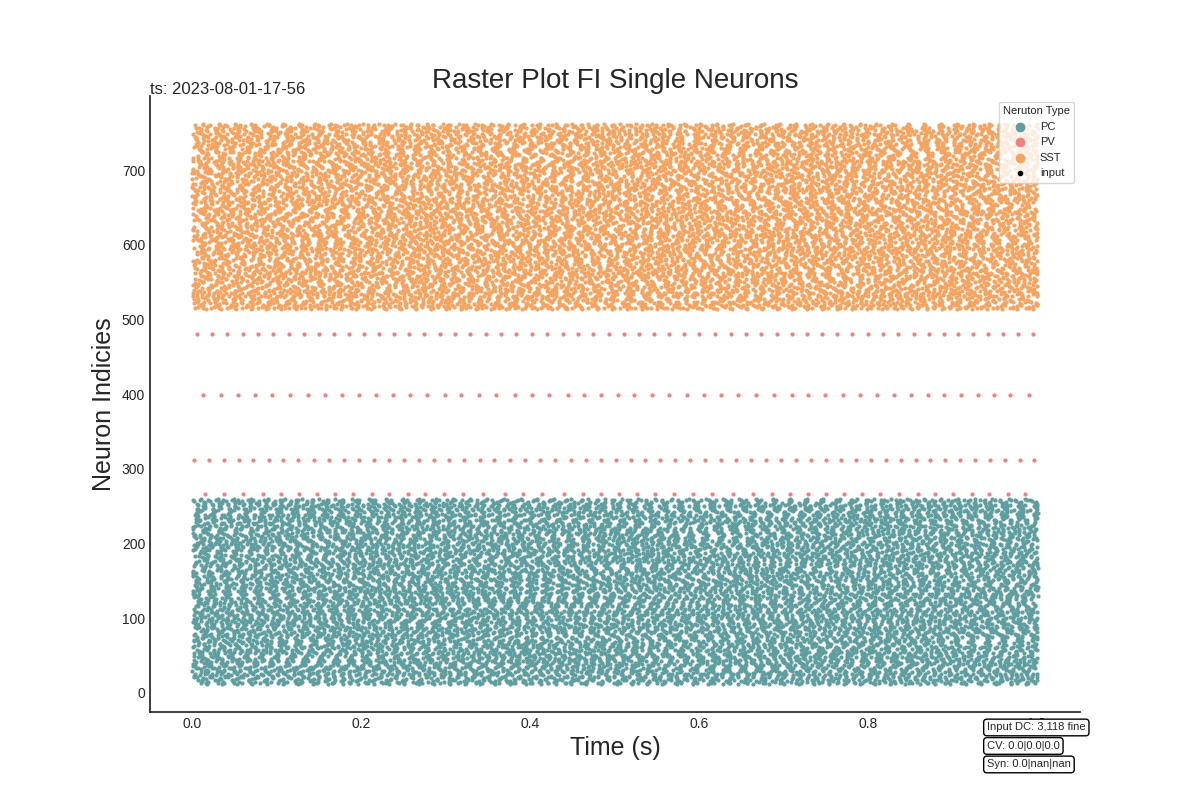 Raster Plot FI Single Neurons
ts: 2023-08-01-17-56
Neruton Type
PC
PV
SST
input
Neuron Indicies
700
600
500
400
300
200
100
0
0.0 0.2 0.4 0.6 0.8
Time (s)
Input DC: 3,118 fine
CV: 0.0|0.0|0.0
Syn: 0.0|nan|nan